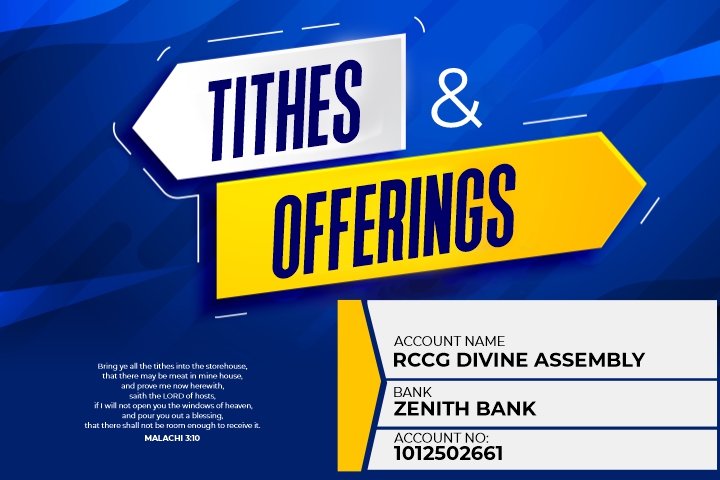 TITHES
&
OFFERINGS
ACCOUNT NAME
RCCG DIVINE ASSEMBLY
BANK
ZENITH BANK
ACCOUNT NO:
1012502661
Bring ye all the tithes into the storehouse,
that there may be meat in mine house,
and prove me now herewith,
saith the LORD of hosts,
if I will not open you the windows of heaven,
and pour you out a blessing,
that there shall not be room enough to receive it.
MALACHI 3:10